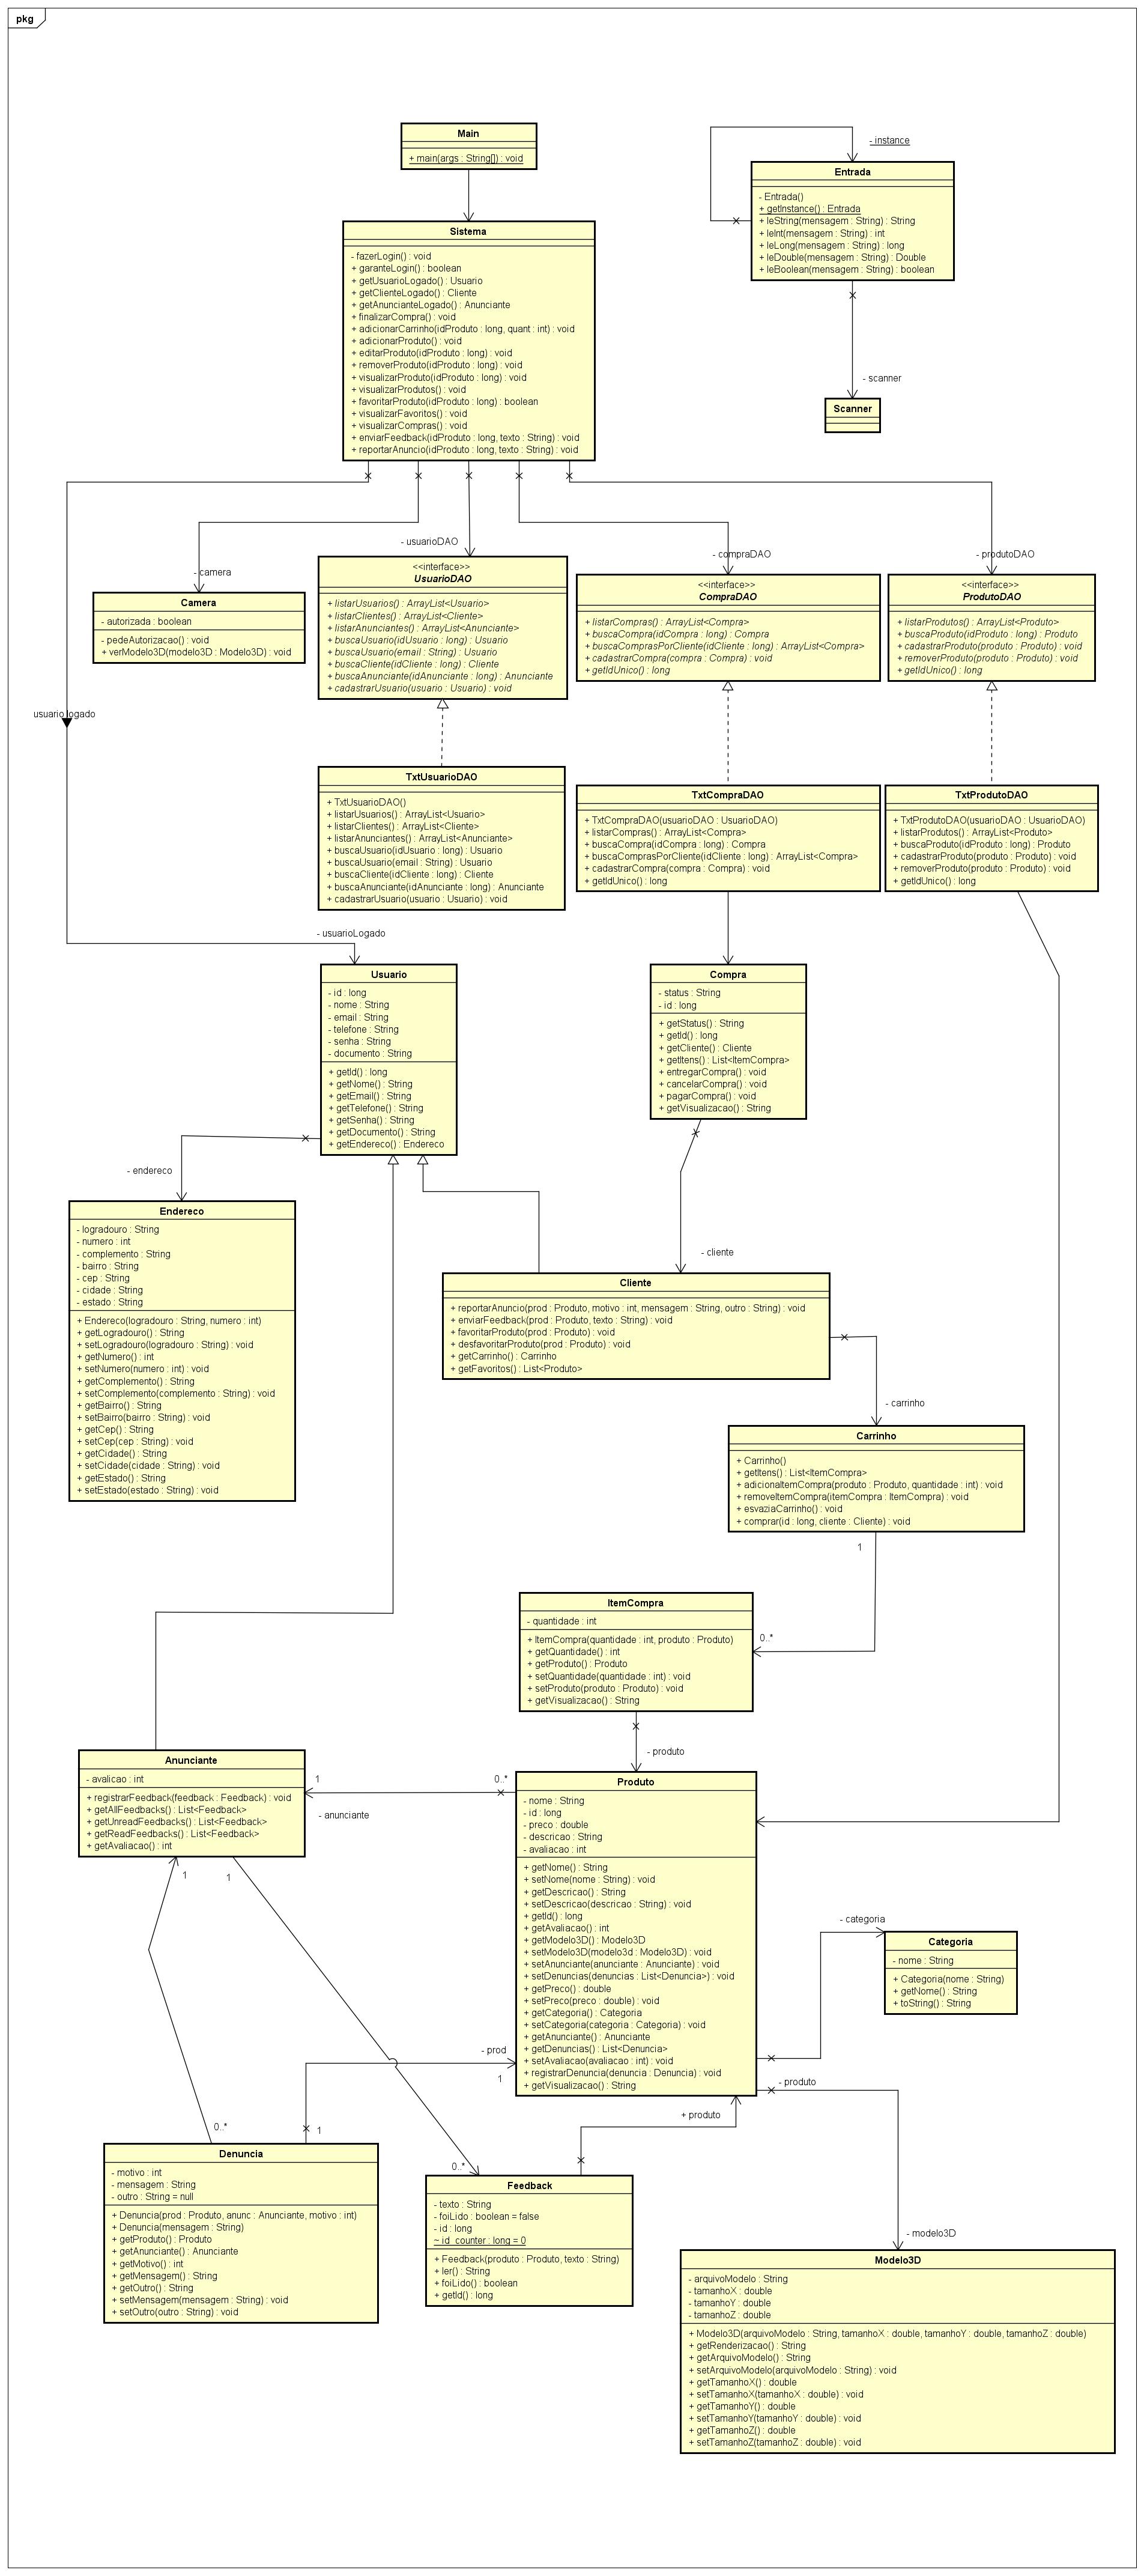 pkg
Main
+ main(args : String[]) : void
- instance
Entrada
- Entrada()
+ getInstance() : Entrada
+ leString(mensagem : String) : String
+ leInt(mensagem : String) : int
+ leLong(mensagem : String) : long
+ leDouble(mensagem : String) : Double
+ leBoolean(mensagem : String) : boolean
Sistema
- fazerLogin() : void
+ garanteLogin() : boolean
+ getUsuarioLogado() : Usuario
+ getClienteLogado() : Cliente
+ getAnuncianteLogado() : Anunciante
+ finalizarCompra() : void
+ adicionarCarrinho(idProduto : long, quant : int) : void
+ adicionarProduto() : void
+ editarProduto(idProduto : long) : void
+ removerProduto(idProduto : long) : void
+ visualizarProduto(idProduto : long) : void
+ visualizarProdutos() : void
+ favoritarProduto(idProduto : long) : boolean
+ visualizarFavoritos() : void
+ visualizarCompras() : void
+ enviarFeedback(idProduto : long, texto : String) : void
+ reportarAnuncio(idProduto : long, texto : String) : void
- scanner
Scanner
- usuarioDAO
- compraDAO
- produtoDAO
- camera
Camera
- autorizada : boolean
- pedeAutorizacao() : void
+ verModelo3D(modelo3D : Modelo3D) : void
<<interface>>
UsuarioDAO
+ listarUsuarios() : ArrayList<Usuario>
+ listarClientes() : ArrayList<Cliente>
+ listarAnunciantes() : ArrayList<Anunciante>
+ buscaUsuario(idUsuario : long) : Usuario
+ buscaUsuario(email : String) : Usuario
+ buscaCliente(idCliente : long) : Cliente
+ buscaAnunciante(idAnunciante : long) : Anunciante
+ cadastrarUsuario(usuario : Usuario) : void
<<interface>>
CompraDAO
+ listarCompras() : ArrayList<Compra>
+ buscaCompra(idCompra : long) : Compra
+ buscaComprasPorCliente(idCliente : long) : ArrayList<Compra>
+ cadastrarCompra(compra : Compra) : void
+ getIdUnico() : long
<<interface>>
ProdutoDAO
+ listarProdutos() : ArrayList<Produto>
+ buscaProduto(idProduto : long) : Produto
+ cadastrarProduto(produto : Produto) : void
+ removerProduto(produto : Produto) : void
+ getIdUnico() : long
usuario logado
TxtUsuarioDAO
+ TxtUsuarioDAO()
+ listarUsuarios() : ArrayList<Usuario>
+ listarClientes() : ArrayList<Cliente>
+ listarAnunciantes() : ArrayList<Anunciante>
+ buscaUsuario(idUsuario : long) : Usuario
+ buscaUsuario(email : String) : Usuario
+ buscaCliente(idCliente : long) : Cliente
+ buscaAnunciante(idAnunciante : long) : Anunciante
+ cadastrarUsuario(usuario : Usuario) : void
TxtCompraDAO
+ TxtCompraDAO(usuarioDAO : UsuarioDAO)
+ listarCompras() : ArrayList<Compra>
+ buscaCompra(idCompra : long) : Compra
+ buscaComprasPorCliente(idCliente : long) : ArrayList<Compra>
+ cadastrarCompra(compra : Compra) : void
+ getIdUnico() : long
TxtProdutoDAO
+ TxtProdutoDAO(usuarioDAO : UsuarioDAO)
+ listarProdutos() : ArrayList<Produto>
+ buscaProduto(idProduto : long) : Produto
+ cadastrarProduto(produto : Produto) : void
+ removerProduto(produto : Produto) : void
+ getIdUnico() : long
- usuarioLogado
Usuario
- id : long
- nome : String
- email : String
- telefone : String
- senha : String
- documento : String
+ getId() : long
+ getNome() : String
+ getEmail() : String
+ getTelefone() : String
+ getSenha() : String
+ getDocumento() : String
+ getEndereco() : Endereco
Compra
- status : String
- id : long
+ getStatus() : String
+ getId() : long
+ getCliente() : Cliente
+ getItens() : List<ItemCompra>
+ entregarCompra() : void
+ cancelarCompra() : void
+ pagarCompra() : void
+ getVisualizacao() : String
- endereco
Endereco
- logradouro : String
- numero : int
- complemento : String
- bairro : String
- cep : String
- cidade : String
- estado : String
+ Endereco(logradouro : String, numero : int)
+ getLogradouro() : String
+ setLogradouro(logradouro : String) : void
+ getNumero() : int
+ setNumero(numero : int) : void
+ getComplemento() : String
+ setComplemento(complemento : String) : void
+ getBairro() : String
+ setBairro(bairro : String) : void
+ getCep() : String
+ setCep(cep : String) : void
+ getCidade() : String
+ setCidade(cidade : String) : void
+ getEstado() : String
+ setEstado(estado : String) : void
- cliente
Cliente
+ reportarAnuncio(prod : Produto, motivo : int, mensagem : String, outro : String) : void
+ enviarFeedback(prod : Produto, texto : String) : void
+ favoritarProduto(prod : Produto) : void
+ desfavoritarProduto(prod : Produto) : void
+ getCarrinho() : Carrinho
+ getFavoritos() : List<Produto>
- carrinho
Carrinho
+ Carrinho()
+ getItens() : List<ItemCompra>
+ adicionaItemCompra(produto : Produto, quantidade : int) : void
+ removeItemCompra(itemCompra : ItemCompra) : void
+ esvaziaCarrinho() : void
+ comprar(id : long, cliente : Cliente) : void
1
0..*
ItemCompra
- quantidade : int
+ ItemCompra(quantidade : int, produto : Produto)
+ getQuantidade() : int
+ getProduto() : Produto
+ setQuantidade(quantidade : int) : void
+ setProduto(produto : Produto) : void
+ getVisualizacao() : String
- produto
Anunciante
- avalicao : int
+ registrarFeedback(feedback : Feedback) : void
+ getAllFeedbacks() : List<Feedback>
+ getUnreadFeedbacks() : List<Feedback>
+ getReadFeedbacks() : List<Feedback>
+ getAvaliacao() : int
1
0..*
- anunciante
Produto
- nome : String
- id : long
- preco : double
- descricao : String
- avaliacao : int
+ getNome() : String
+ setNome(nome : String) : void
+ getDescricao() : String
+ setDescricao(descricao : String) : void
+ getId() : long
+ getAvaliacao() : int
+ getModelo3D() : Modelo3D
+ setModelo3D(modelo3d : Modelo3D) : void
+ setAnunciante(anunciante : Anunciante) : void
+ setDenuncias(denuncias : List<Denuncia>) : void
+ getPreco() : double
+ setPreco(preco : double) : void
+ getCategoria() : Categoria
+ setCategoria(categoria : Categoria) : void
+ getAnunciante() : Anunciante
+ getDenuncias() : List<Denuncia>
+ setAvaliacao(avaliacao : int) : void
+ registrarDenuncia(denuncia : Denuncia) : void
+ getVisualizacao() : String
1
1
- categoria
Categoria
- nome : String
+ Categoria(nome : String)
+ getNome() : String
+ toString() : String
- prod
1
- produto
+ produto
0..*
1
Denuncia
- motivo : int
- mensagem : String
- outro : String = null
+ Denuncia(prod : Produto, anunc : Anunciante, motivo : int)
+ Denuncia(mensagem : String)
+ getProduto() : Produto
+ getAnunciante() : Anunciante
+ getMotivo() : int
+ getMensagem() : String
+ getOutro() : String
+ setMensagem(mensagem : String) : void
+ setOutro(outro : String) : void
0..*
Feedback
- texto : String
- foiLido : boolean = false
- id : long
~ id_counter : long = 0
+ Feedback(produto : Produto, texto : String)
+ ler() : String
+ foiLido() : boolean
+ getId() : long
- modelo3D
Modelo3D
- arquivoModelo : String
- tamanhoX : double
- tamanhoY : double
- tamanhoZ : double
+ Modelo3D(arquivoModelo : String, tamanhoX : double, tamanhoY : double, tamanhoZ : double)
+ getRenderizacao() : String
+ getArquivoModelo() : String
+ setArquivoModelo(arquivoModelo : String) : void
+ getTamanhoX() : double
+ setTamanhoX(tamanhoX : double) : void
+ getTamanhoY() : double
+ setTamanhoY(tamanhoY : double) : void
+ getTamanhoZ() : double
+ setTamanhoZ(tamanhoZ : double) : void